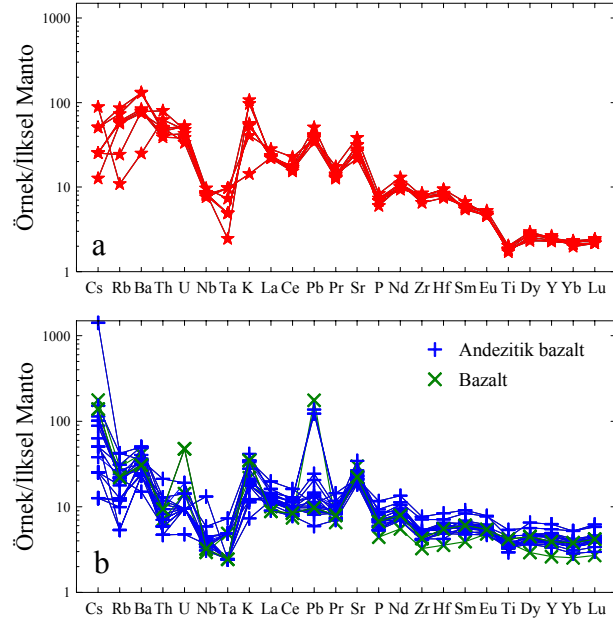 1000
100
10
1
Örnek/İlksel Manto
a
Cs Rb Ba Th U Nb Ta K La Ce Pb Pr Sr P Nd Zr Hf Sm Eu Ti Dy Y Yb Lu
1000
100
10
1
Örnek/İlksel Manto
Andezitik bazalt
Bazalt
b
Cs Rb Ba Th U Nb Ta K La Ce Pb Pr Sr P Nd Zr Hf Sm Eu Ti Dy Y Yb Lu